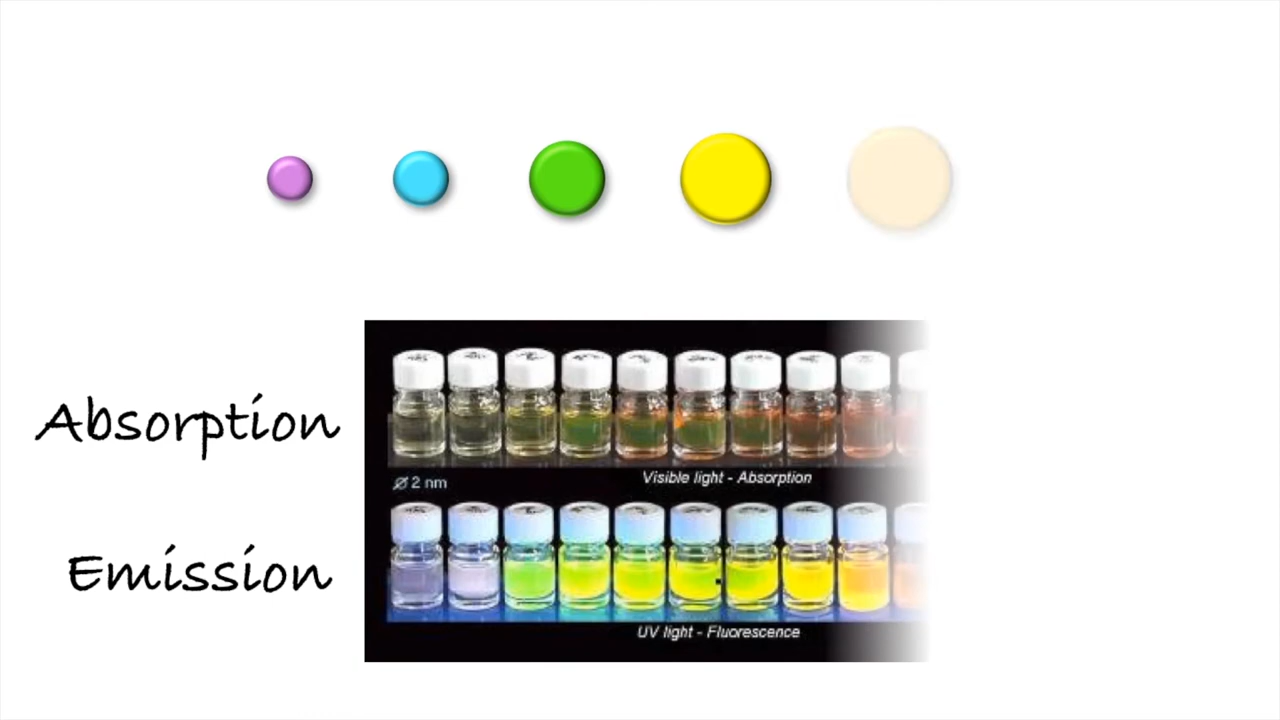 Absorption
Visible light - Absorption
⌀ 2 nm
Emission
UV light - Fluorescence